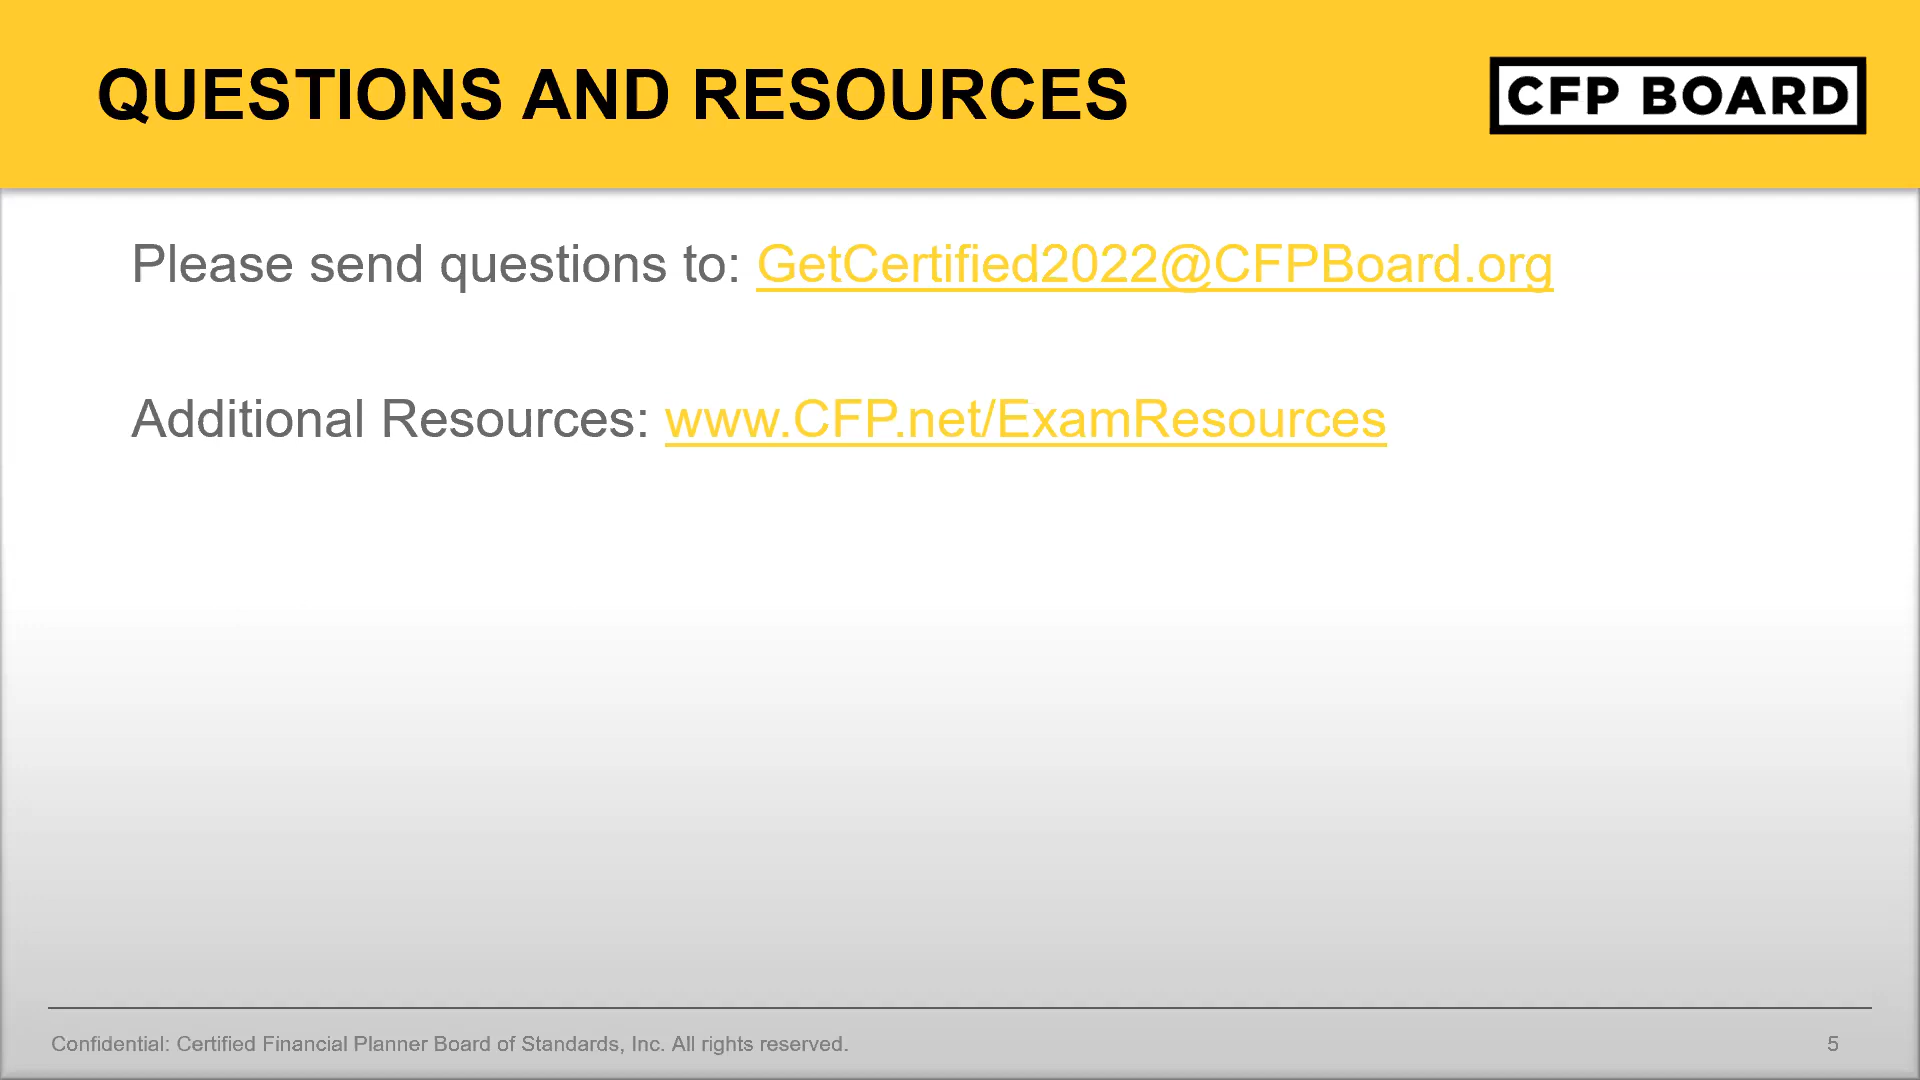 QUESTIONS AND RESOURCES
CFP BOARD
Please send questions to: GetCertified2022@CFPBoard.org
Additional Resources: www.CFP.net/ExamResources
Confidential: Certified Financial Planner Board of Standards, Inc. All rights reserved.
5